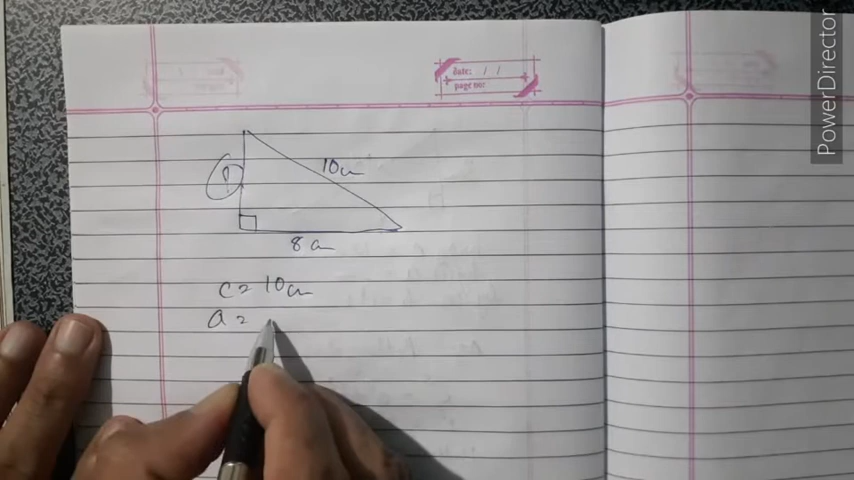 date: / /
page no:
10cm
P
8 cm
c = 10cm
a =
PowerDirector